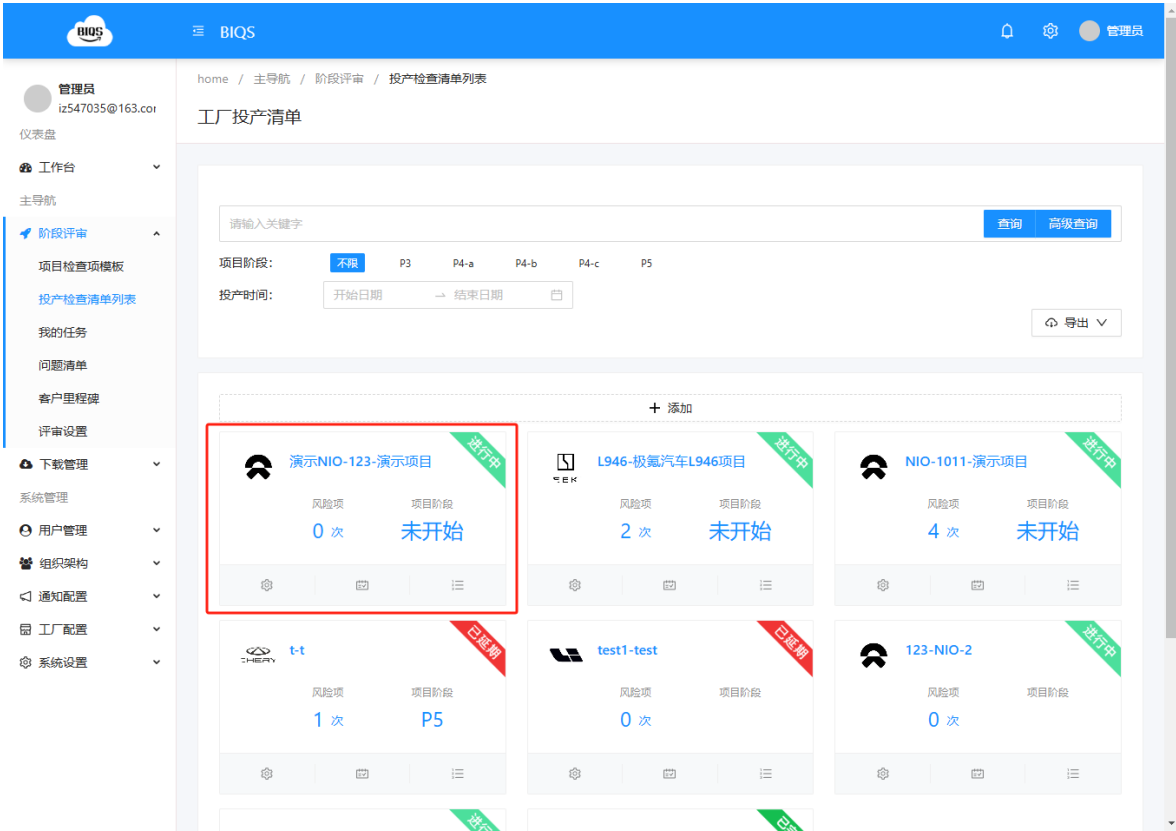 BIQS
BIQS
管理员
管理员
iz547035@163.cor
仪表盘
工作台
主导航
阶段评审
项目检查项模板
投产检查清单列表
我的任务
问题清单
客户里程碑
评审设置
下载管理
系统管理
用户管理
组织架构
通知配置
工厂配置
系统设置
home / 主导航 / 阶段评审 / 投产检查清单列表
工厂投产清单
请输入关键字
查询 高级查询
项目阶段: 不限 P3 P4-a P4-b P4-c P5
投产时间: 开始日期 → 结束日期
导出
+ 添加
演示NIO-123-演示项目
进行中
风险项 项目阶段
0 次 未开始
L946-极氪汽车L946项目
进行中
风险项 项目阶段
2 次 未开始
NIO-1011-演示项目
进行中
风险项 项目阶段
4 次 未开始
t-t
已延期
风险项 项目阶段
1 次 P5
test1-test
已延期
风险项 项目阶段
0 次
123-NIO-2
进行中
风险项 项目阶段
0 次